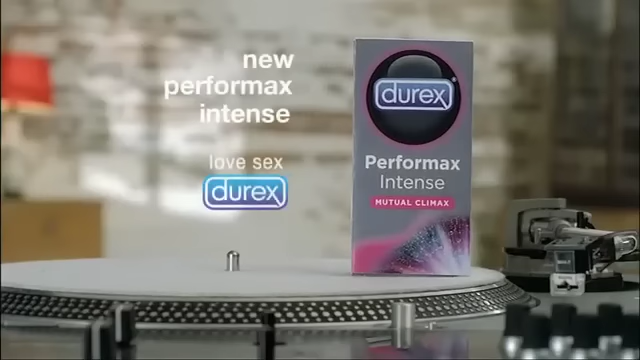 new
performax
intense
love sex
durex
durex
Performax
Intense
MUTUAL CLIMAX